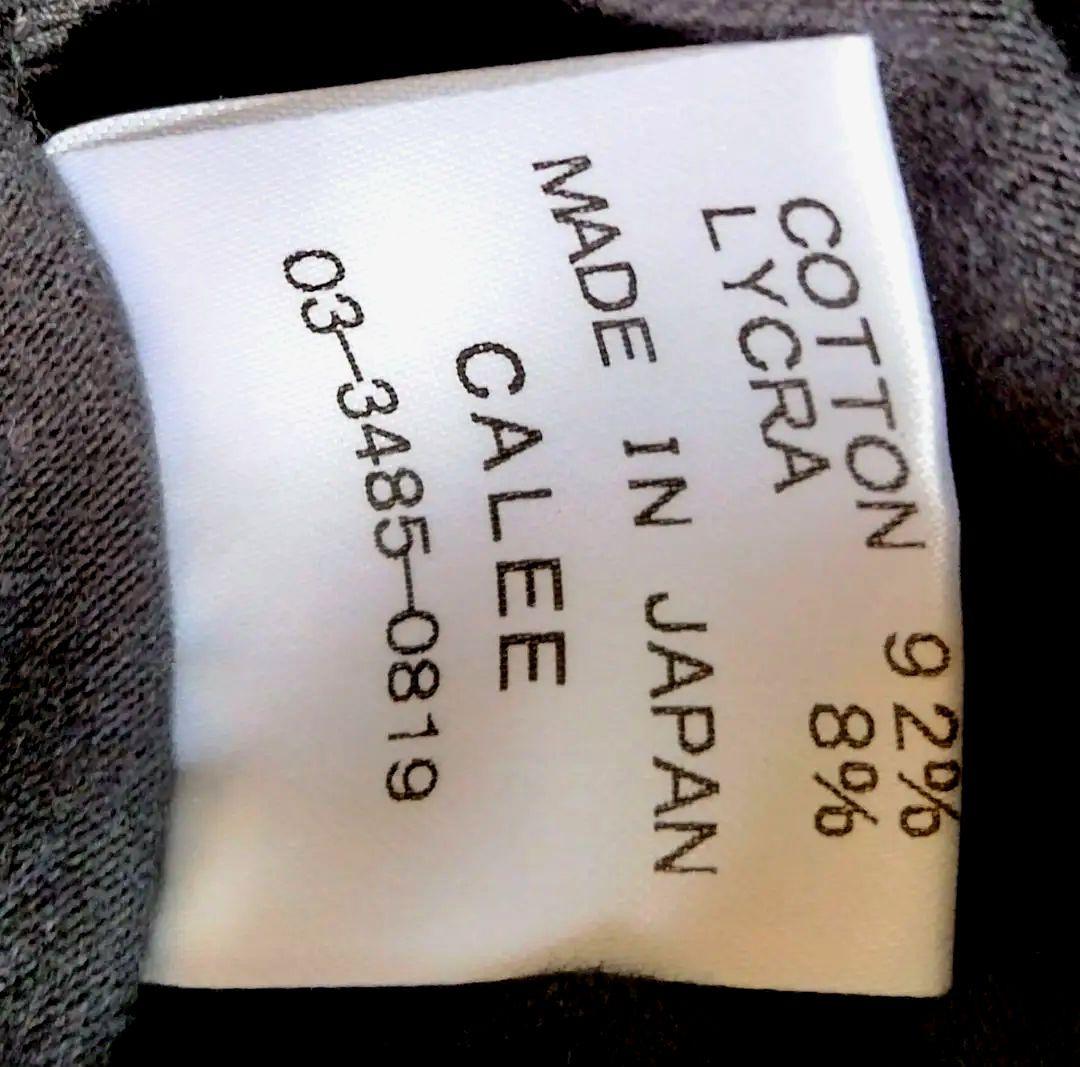 COTTON 92%
LYCRA 8%
MADE IN JAPAN
CALEE
03-3485-0819